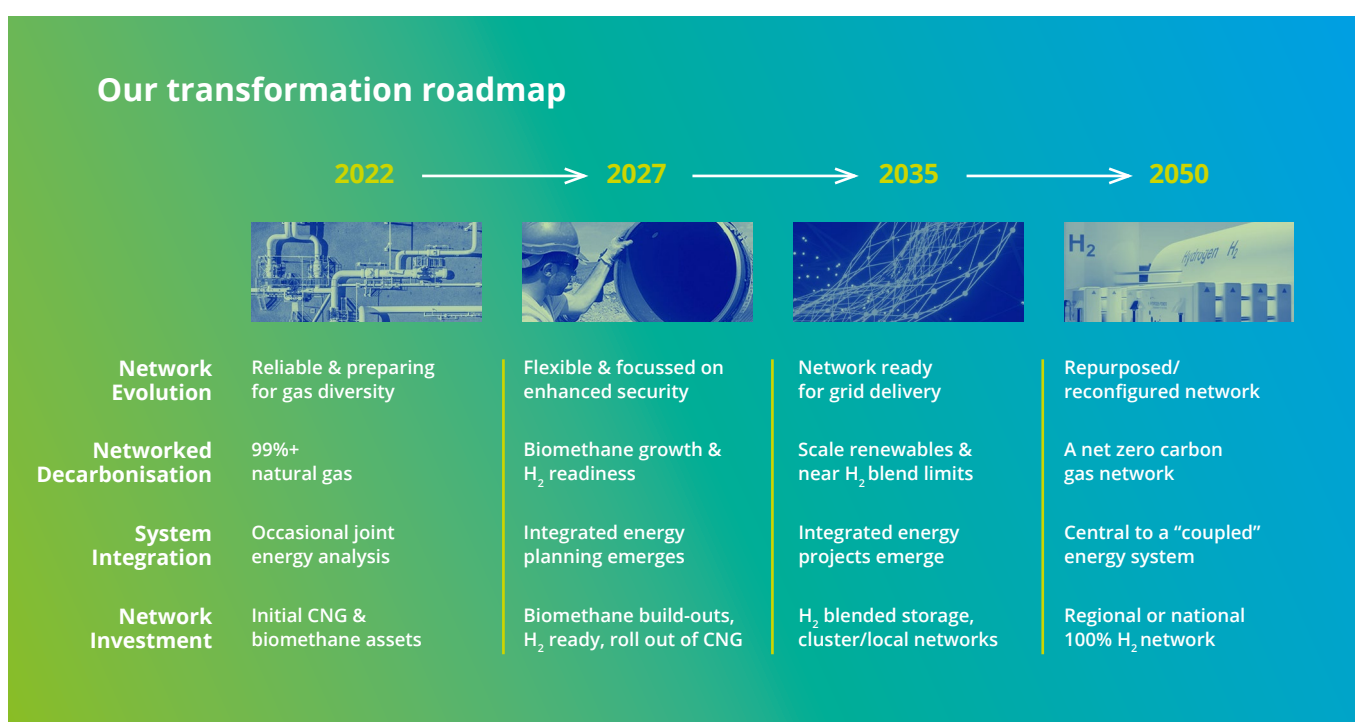 Our transformation roadmap
2022
2027
2035
2050
H₂
Hydrogen H₂
Network
Evolution
Reliable & preparing
for gas diversity
Flexible & focussed on
enhanced security
Network ready
for grid delivery
Repurposed/
reconfigured network
Networked
Decarbonisation
99%+
natural gas
Biomethane growth &
H₂ readiness
Scale renewables &
near H₂ blend limits
A net zero carbon
gas network
System
Integration
Occasional joint
energy analysis
Integrated energy
planning emerges
Integrated energy
projects emerge
Central to a “coupled”
energy system
Network
Investment
Initial CNG &
biomethane assets
Biomethane build-outs,
H₂ ready, roll out of CNG
H₂ blended storage,
cluster/local networks
Regional or national
100% H₂ network